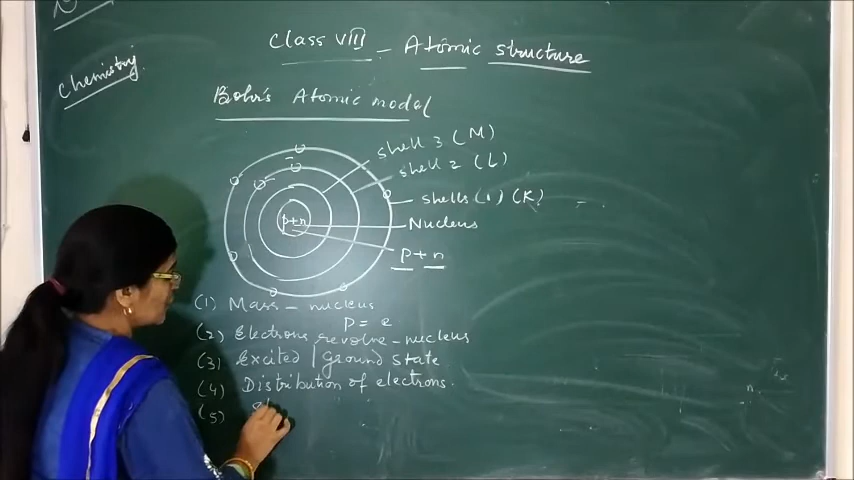 Class VIII - Atomic structure
Chemistry.
Bohr's Atomic model
shell 3 (M)
shell 2 (L)
shells (1) (K)
p+n
Nucleus
p+n
(1) Mass - nucleus
p = e
(2) Electrons revolve - nucleus
(3) Excited / Ground state
(4) Distribution of electrons.
(5)